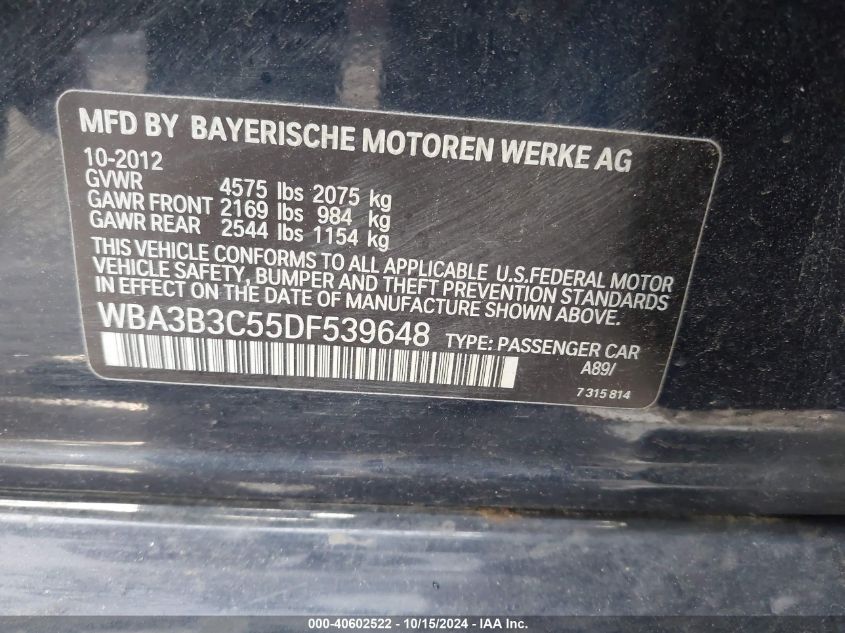 MFD BY BAYERISCHE MOTOREN WERKE AG
10-2012
GVWR 4575 lbs 2075 kg
GAWR FRONT 2169 lbs 984 kg
GAWR REAR 2544 lbs 1154 kg
THIS VEHICLE CONFORMS TO ALL APPLICABLE U.S.FEDERAL MOTOR
VEHICLE SAFETY, BUMPER AND THEFT PREVENTION STANDARDS
IN EFFECT ON THE DATE OF MANUFACTURE SHOWN ABOVE.
WBA3B3C55DF539648 TYPE: PASSENGER CAR
A89/
7 315 814
000-40602522 - 10/15/2024 - IAA Inc.